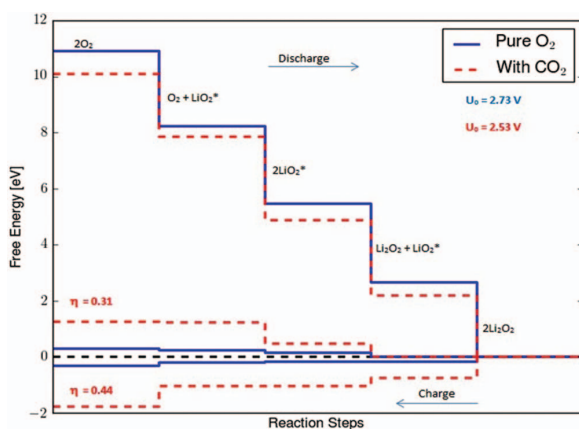 12
10
8
6
4
2
0
−2
Free Energy [eV]
Reaction Steps
2O₂
O₂ + LiO₂*
2LiO₂*
Li₂O₂ + LiO₂*
2Li₂O₂
Discharge
Charge
Pure O₂
With CO₂
U₀ = 2.73 V
U₀ = 2.53 V
η = 0.31
η = 0.44